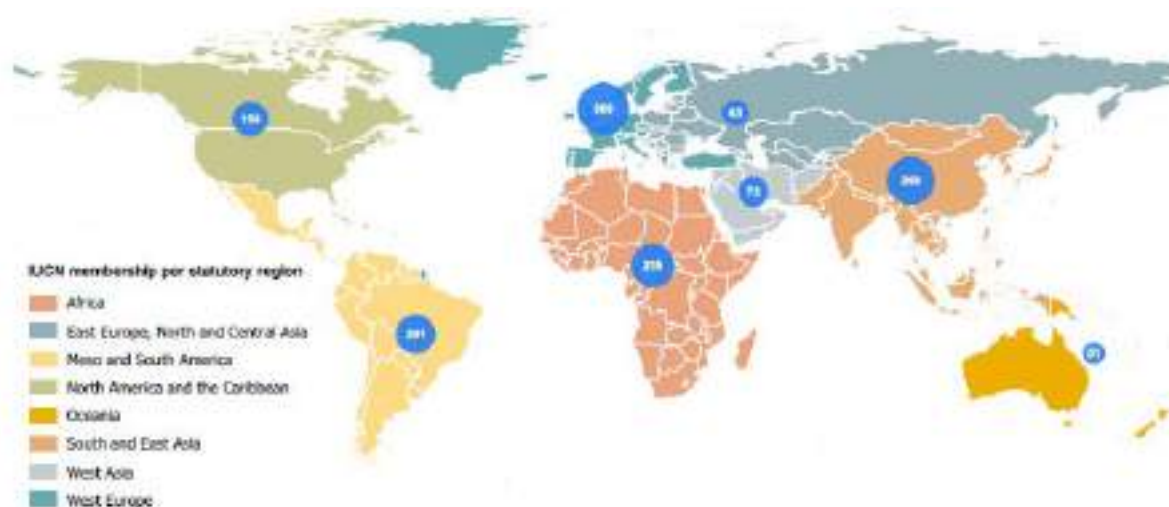 IUCN membership per statutory region
Africa
East Europe, North and Central Asia
Meso and South America
North America and the Caribbean
Oceania
South and East Asia
West Asia
West Europe